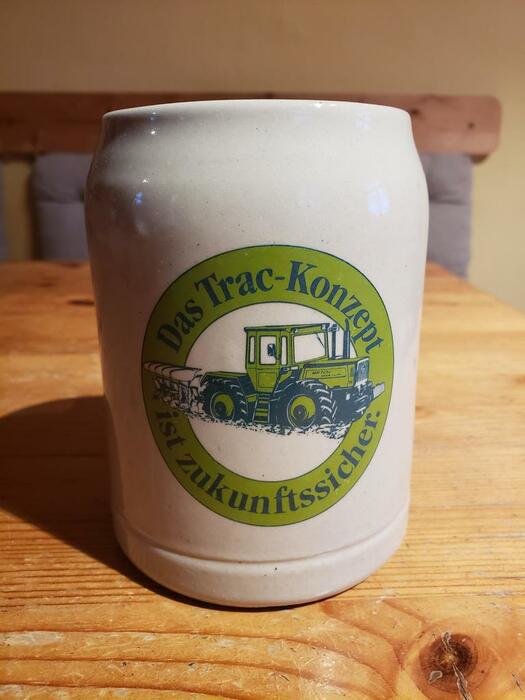 Das Trac-Konzept
ist zukunftssicher.